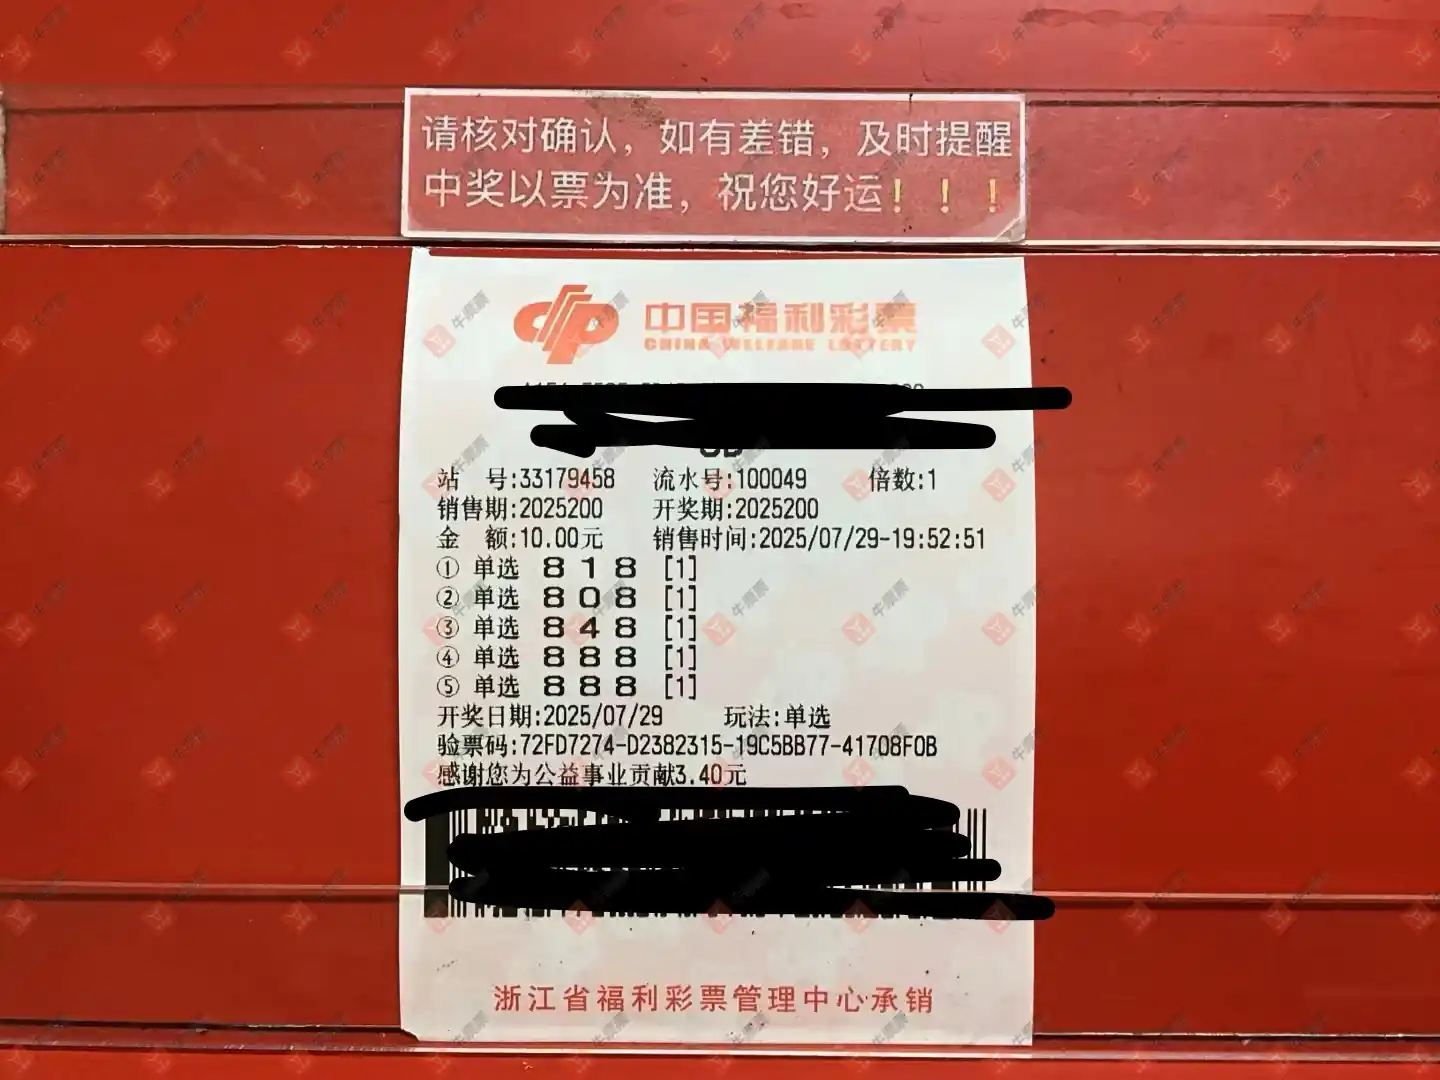 请核对确认，如有差错，及时提醒
中奖以票为准，祝您好运！！！
中国福利彩票
CHINA WELFARE LOTTERY
站 号:33179458 流水号:100049 倍数:1
销售期:2025200 开奖期:2025200
金 额:10.00元 销售时间:2025/07/29-19:52:51
① 单选 8 1 8 [1]
② 单选 8 0 8 [1]
③ 单选 8 4 8 [1]
④ 单选 8 8 8 [1]
⑤ 单选 8 8 8 [1]
开奖日期:2025/07/29 玩法:单选
验票码:72FD7274-D2382315-19C5BB77-41708F0B
感谢您为公益事业贡献3.40元
浙江省福利彩票管理中心承销